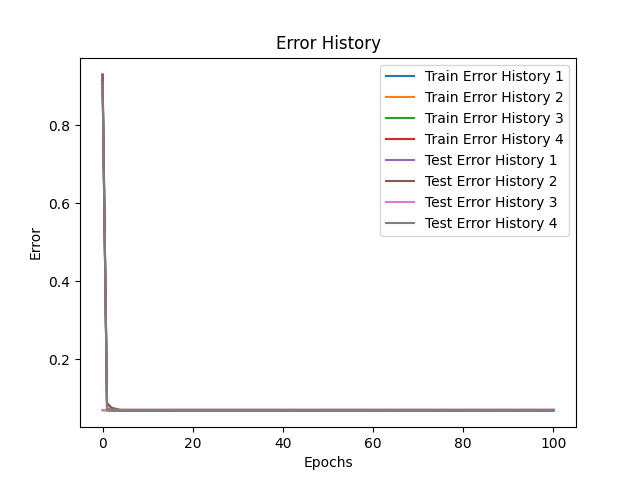 Error History
Train Error History 1
Train Error History 2
Train Error History 3
Train Error History 4
Test Error History 1
Test Error History 2
Test Error History 3
Test Error History 4
0.8
0.6
0.4
0.2
Error
0 20 40 60 80 100
Epochs